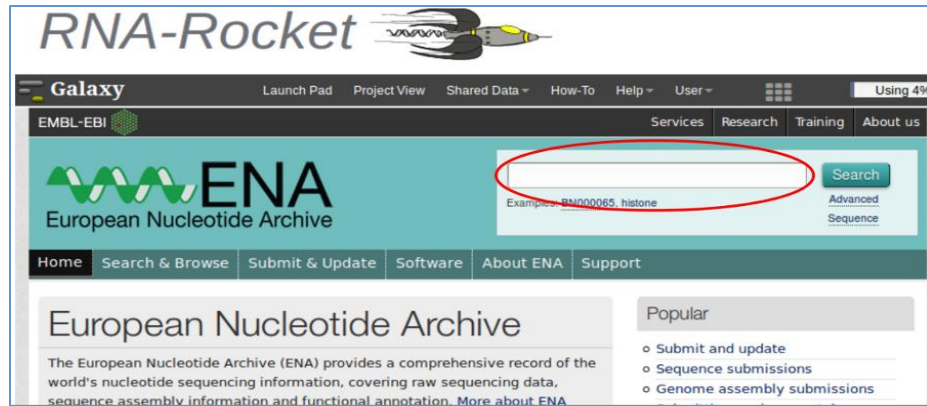 RNA-Rocket
Galaxy Launch Pad Project View Shared Data How-To Help User Using 4%
EMBL-EBI Services Research Training About us
ENA
European Nucleotide Archive
Search
Examples: BN000065, histone
Advanced
Sequence
Home Search & Browse Submit & Update Software About ENA Support
European Nucleotide Archive
The European Nucleotide Archive (ENA) provides a comprehensive record of the
world's nucleotide sequencing information, covering raw sequencing data,
sequence assembly information and functional annotation. More about ENA
Popular
Submit and update
Sequence submissions
Genome assembly submissions